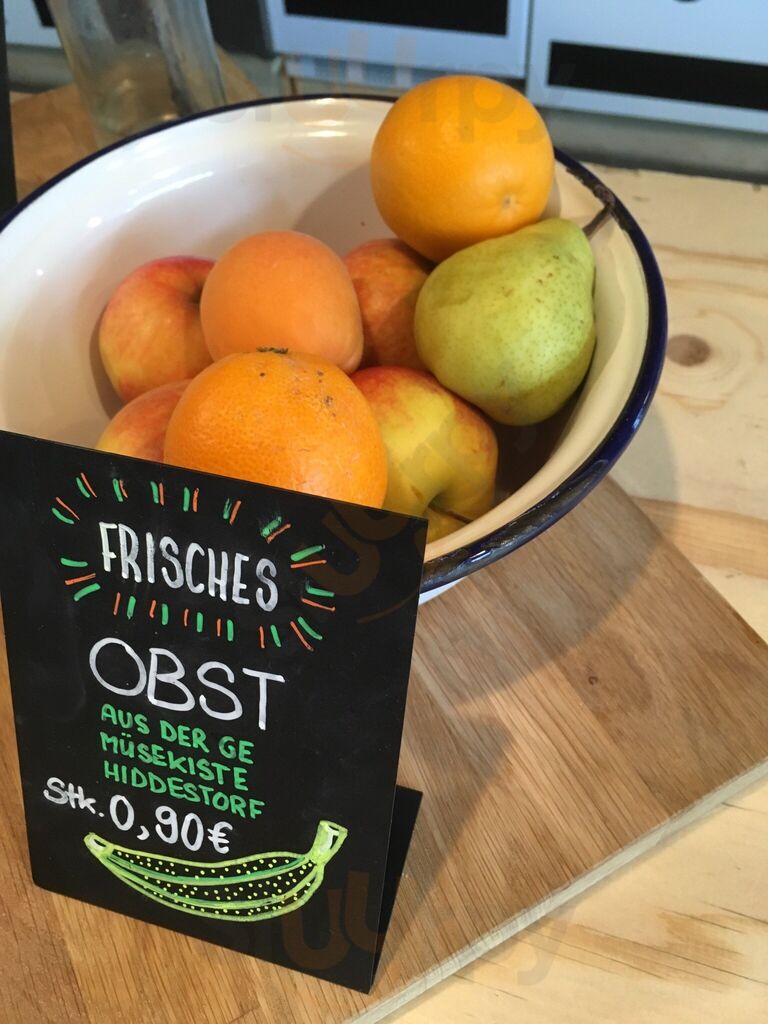 FRISCHES
OBST
AUS DER GE
MÜSEKISTE
HIDDESTORF
Stk. 0,90€